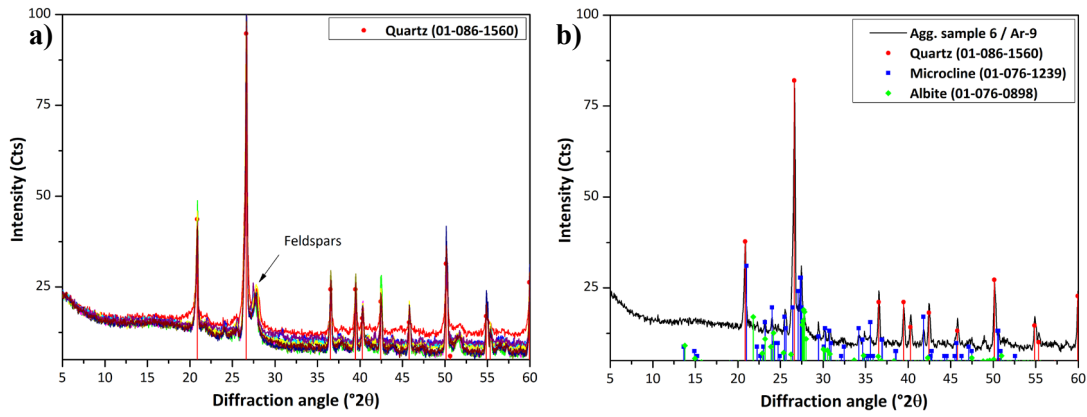 a)
100
75
50
25
Intensity (Cts)
Quartz (01-086-1560)
Feldspars
5 10 15 20 25 30 35 40 45 50 55 60
Diffraction angle (°2θ)
b)
100
75
50
25
Intensity (Cts)
Agg. sample 6 / Ar-9
Quartz (01-086-1560)
Microcline (01-076-1239)
Albite (01-076-0898)
5 10 15 20 25 30 35 40 45 50 55 60
Diffraction angle (°2θ)